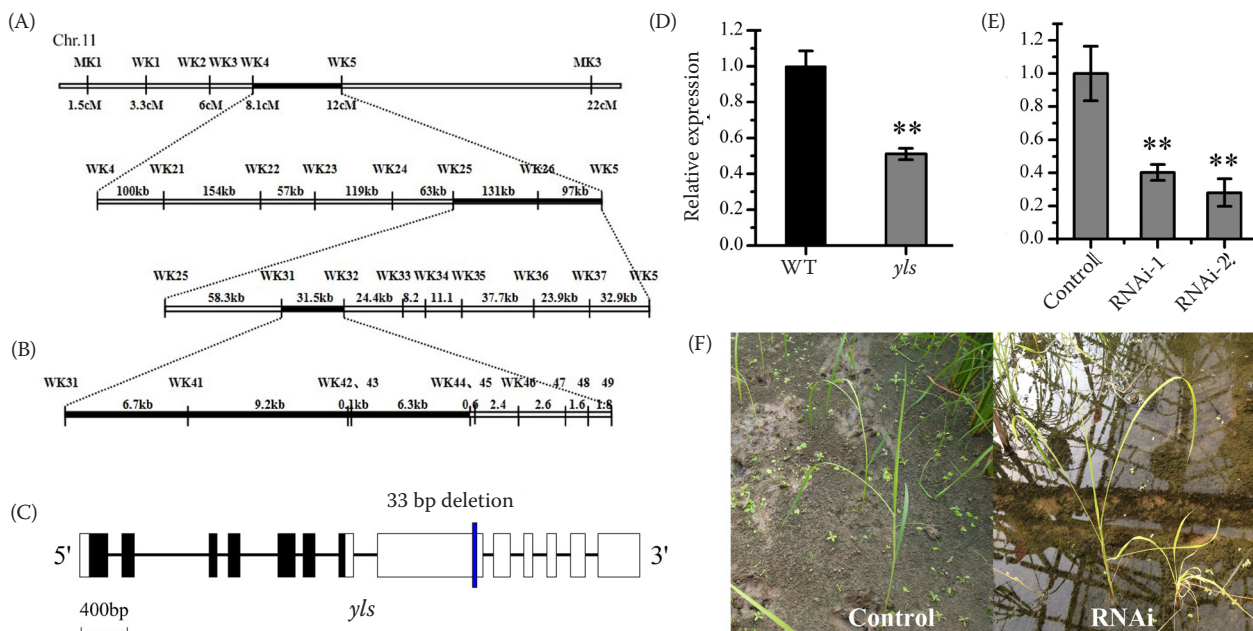 (A)
Chr.11
MK1 WK1 WK2 WK3 WK4 WK5 MK3
1.5cM 3.3cM 6cM 8.1cM 12cM 22cM
WK4 WK21 WK22 WK23 WK24 WK25 WK26 WK5
100kb 154kb 57kb 119kb 63kb 131kb 97kb
WK25 WK31 WK32 WK33 WK34 WK35 WK36 WK37 WK5
58.3kb 31.5kb 24.4kb 8.2 11.1 37.7kb 23.9kb 32.9kb
(B)
WK31 WK41 WK42、43 WK44、45 WK46 47 48 49
6.7kb 9.2kb 0.1kb 6.3kb 0.6 2.4 2.6 1.6 1.8
(C)
33 bp deletion
5' 3'
yls
400bp
(D)
Relative expression
1.2
1.0
0.8
0.6
0.4
0.2
0.0
**
WT yls
(E)
1.2
1.0
0.8
0.6
0.4
0.2
0.0
** **
Control RNAi-1 RNAi-2
(F)
Control RNAi